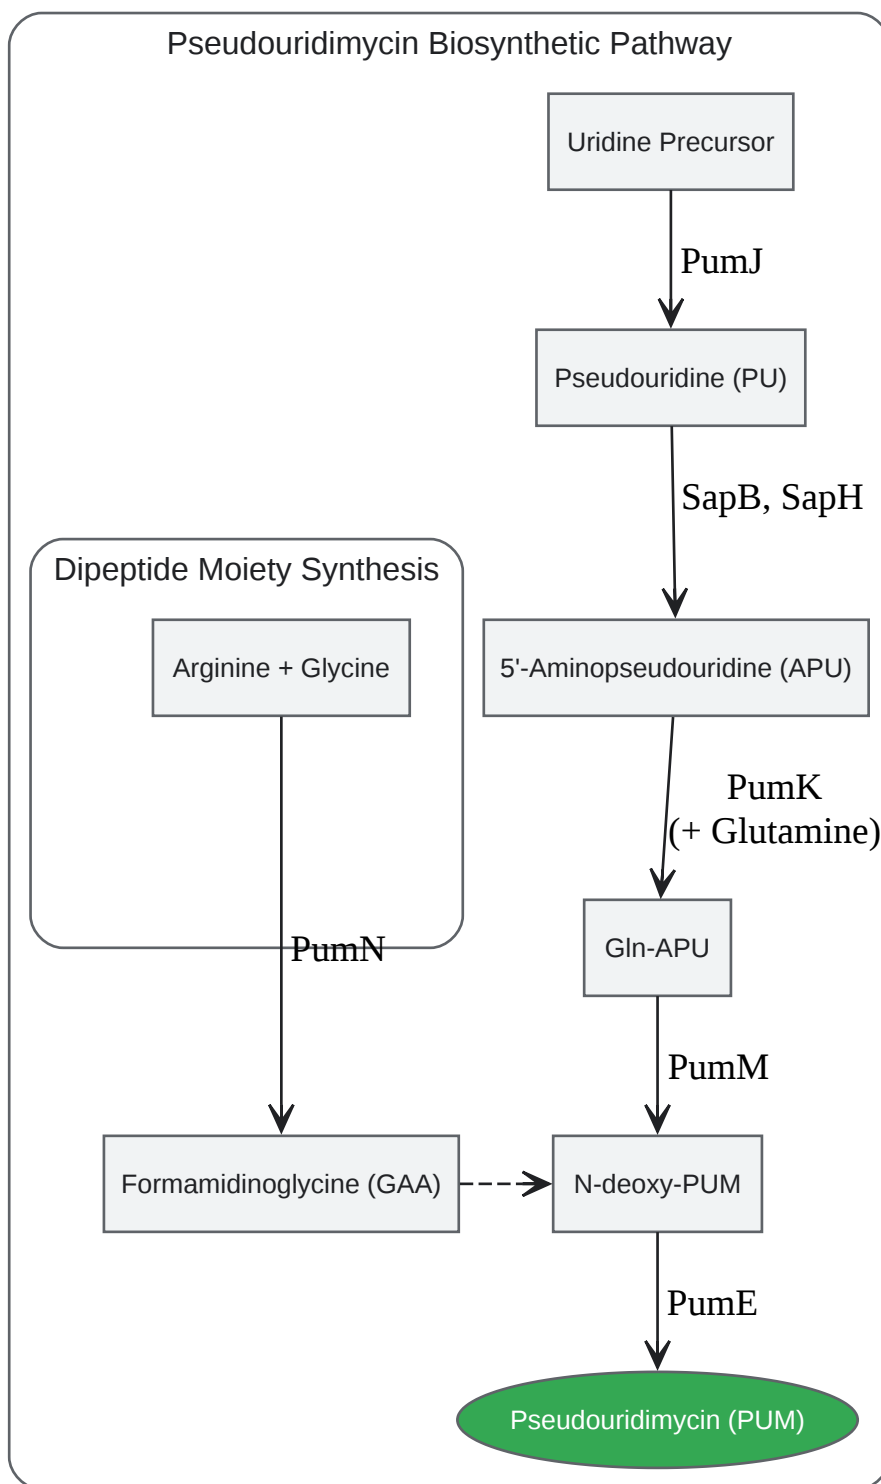 Pseudouridimycin Biosynthetic Pathway
Uridine Precursor
PumJ
Pseudouridine (PU)
SapB, SapH
Dipeptide Moiety Synthesis
Arginine + Glycine
5'-Aminopseudouridine (APU)
PumK
(+ Glutamine)
Gln-APU
PumN
PumM
Formamidinoglycine (GAA)
N-deoxy-PUM
PumE
Pseudouridimycin (PUM)